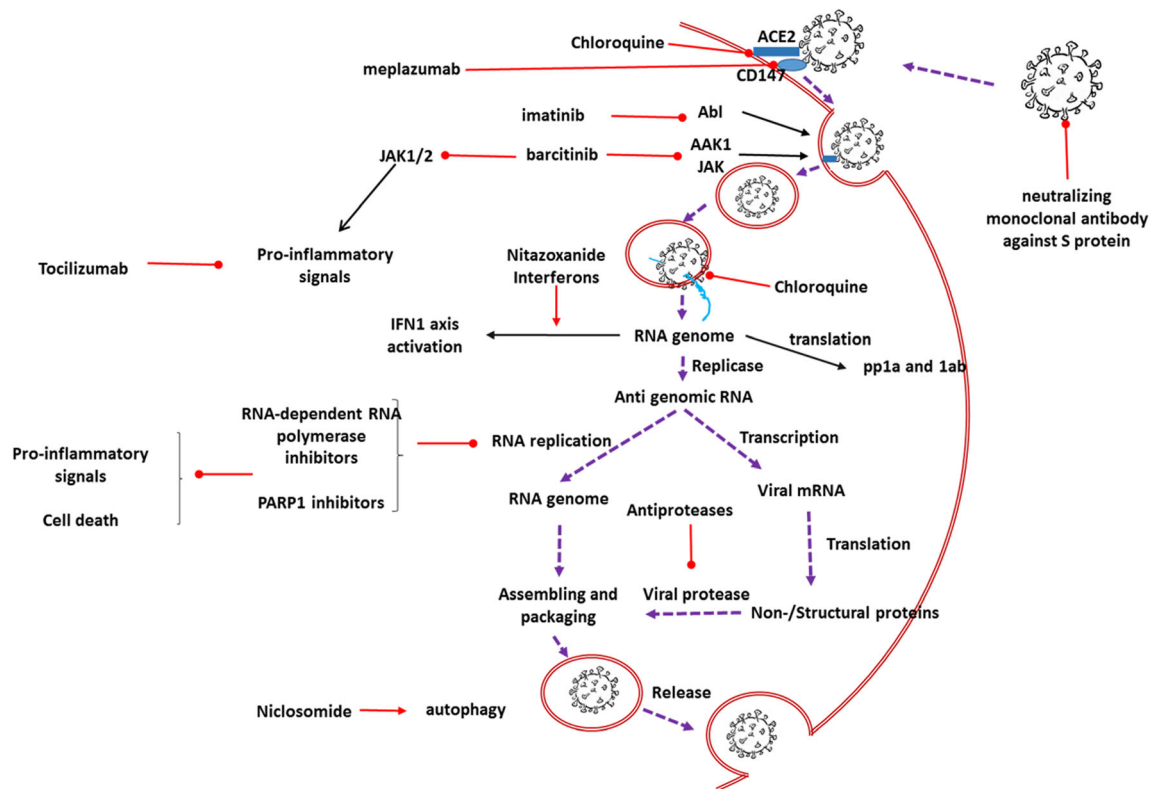 ACE2
Chloroquine
meplazumab
CD147
imatinib
Abl
JAK1/2
barcitinib
AAK1
JAK
neutralizing
monoclonal antibody
against S protein
Tocilizumab
Pro-inflammatory
signals
Nitazoxanide
Interferons
Chloroquine
IFN1 axis
activation
RNA genome
translation
pp1a and 1ab
Replicase
Anti genomic RNA
RNA-dependent RNA
polymerase
inhibitors
PARP1 inhibitors
Pro-inflammatory
signals
Cell death
RNA replication
Transcription
RNA genome
Viral mRNA
Antiproteases
Translation
Assembling and
packaging
Viral protease
Non-/Structural proteins
Release
Niclosomide
autophagy